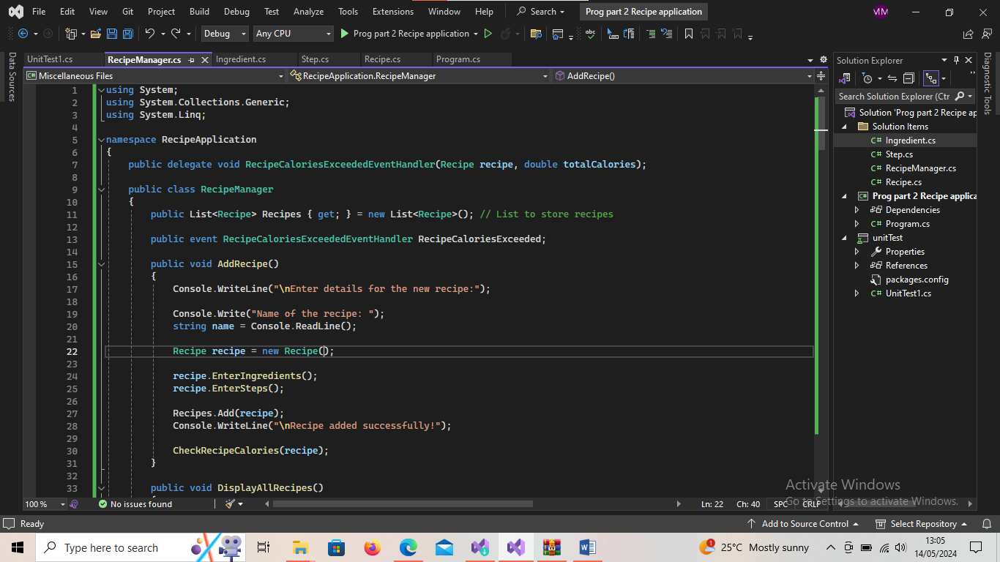 File Edit View Git Project Build Debug Test Analyze Tools Extensions Window Help Search Prog part 2 Recipe application MM
Debug Any CPU Prog part 2 Recipe application
UnitTest1.cs RecipeManager.cs Ingredient.cs Step.cs Recipe.cs Program.cs
Miscellaneous Files RecipeApplication.RecipeManager AddRecipe()
Data Sources
1 using System;
2 using System.Collections.Generic;
3 using System.Linq;
4
5 namespace RecipeApplication
6 {
7 public delegate void RecipeCaloriesExceededEventHandler(Recipe recipe, double totalCalories);
8
9 public class RecipeManager
10 {
11 public List<Recipe> Recipes { get; } = new List<Recipe>(); // List to store recipes
12
13 public event RecipeCaloriesExceededEventHandler RecipeCaloriesExceeded;
14
15 public void AddRecipe()
16 {
17 Console.WriteLine("\nEnter details for the new recipe:");
18
19 Console.Write("Name of the recipe: ");
20 string name = Console.ReadLine();
21
22 Recipe recipe = new Recipe();
23
24 recipe.EnterIngredients();
25 recipe.EnterSteps();
26
27 Recipes.Add(recipe);
28 Console.WriteLine("\nRecipe added successfully!");
29
30 CheckRecipeCalories(recipe);
31 }
32
33 public void DisplayAllRecipes()
100 % No issues found Ln: 22 Ch: 40 SPC CRLF
Solution Explorer
Search Solution Explorer (Ctr
Solution 'Prog part 2 Recipe ap
Solution Items
C# Ingredient.cs
C# Step.cs
C# RecipeManager.cs
C# Recipe.cs
C# Prog part 2 Recipe applica
Dependencies
C# Program.cs
unitTest
Properties
References
packages.config
C# UnitTest1.cs
Diagnostic Tools
Activate Windows
Go to Settings to activate Windows.
Ready Add to Source Control Select Repository
Type here to search 1 25°C Mostly sunny 13:05
14/05/2024